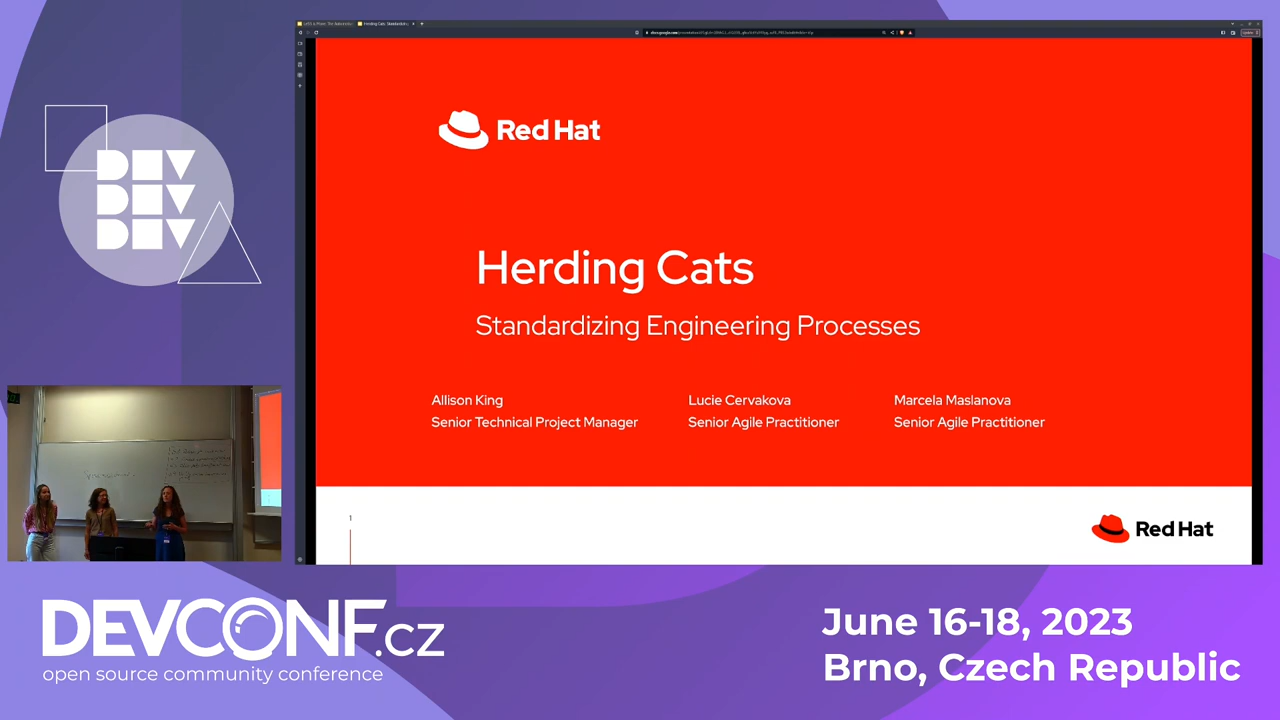 DEV
DEV
DEV
Red Hat
Herding Cats
Standardizing Engineering Processes
Allison King
Senior Technical Project Manager
Lucie Cervakova
Senior Agile Practitioner
Marcela Maslanova
Senior Agile Practitioner
1
Red Hat
DEVCONF.cz
open source community conference
June 16-18, 2023
Brno, Czech Republic